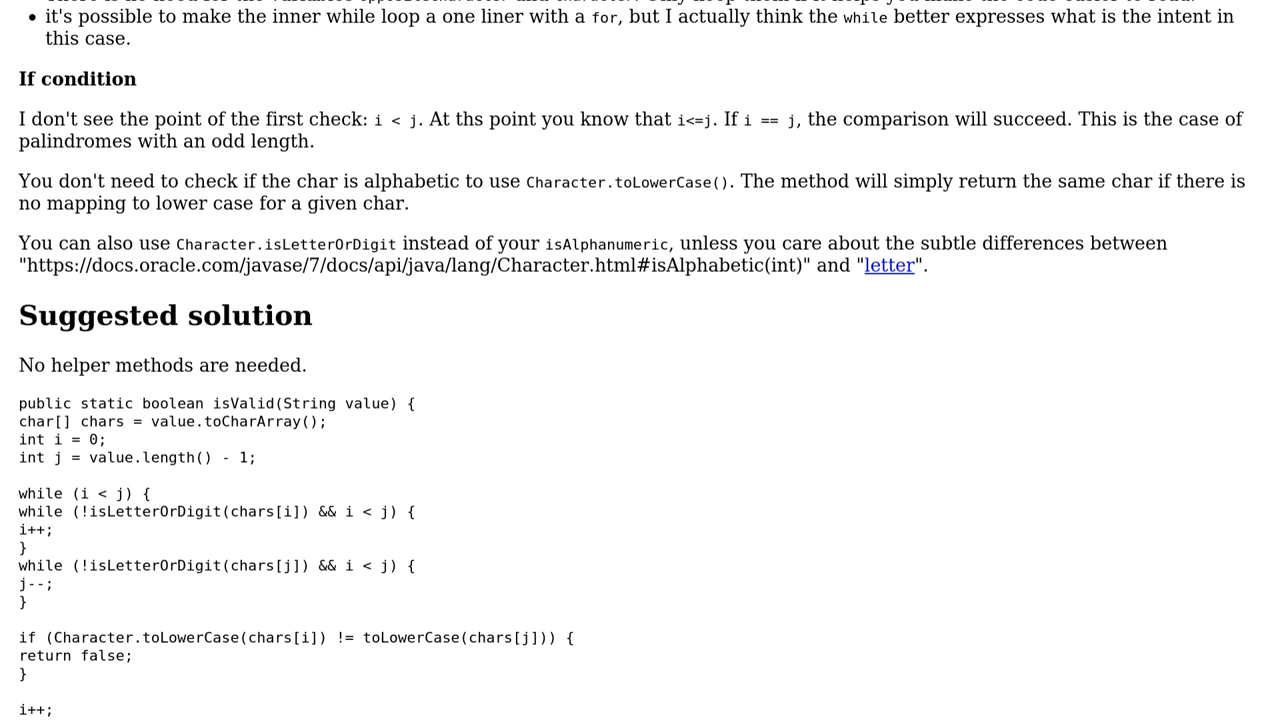 it's possible to make the inner while loop a one liner with a for, but I actually think the while better expresses what is the intent in
this case.
If condition
I don't see the point of the first check: i < j. At ths point you know that i<=j. If i == j, the comparison will succeed. This is the case of
palindromes with an odd length.
You don't need to check if the char is alphabetic to use Character.toLowerCase(). The method will simply return the same char if there is
no mapping to lower case for a given char.
You can also use Character.isLetterOrDigit instead of your isAlphanumeric, unless you care about the subtle differences between
"https://docs.oracle.com/javase/7/docs/api/java/lang/Character.html#isAlphabetic(int)" and "letter".
Suggested solution
No helper methods are needed.
public static boolean isValid(String value) {
char[] chars = value.toCharArray();
int i = 0;
int j = value.length() - 1;
while (i < j) {
while (!isLetterOrDigit(chars[i]) && i < j) {
i++;
}
while (!isLetterOrDigit(chars[j]) && i < j) {
j--;
}
if (Character.toLowerCase(chars[i]) != toLowerCase(chars[j])) {
return false;
}
i++;